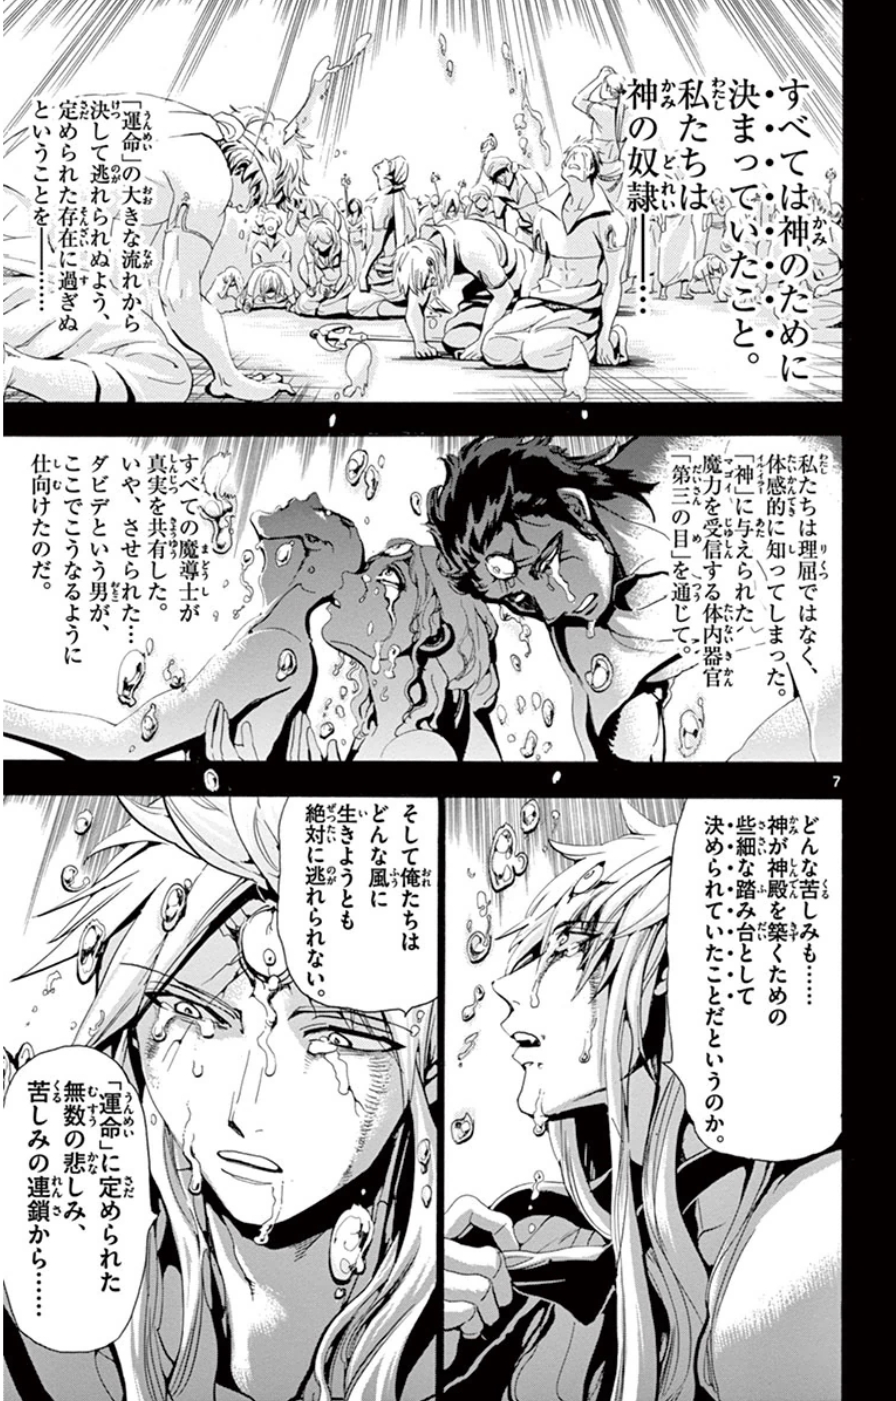 すべては神のために
決まっていたこと。
私たちは
神の奴隷――…
「運命」の大きな流れから
決して逃れられぬよう、
定められた存在に過ぎぬ
ということを――……
私たちは理屈ではなく、
体感的に知ってしまった。
「神」に与えられた
魔力を受信する体内器官
「第三の目」を通じて。
すべての魔導士が
真実を共有した。
いや、させられた…
ダビデという男が、
ここでこうなるように
仕向けたのだ。
7
どんな苦しみも……
神が神殿を築くための
些細な踏み台として
決められていたことだというのか。
そして俺たちは
どんな風に
生きようとも
絶対に逃れられない。
「運命」に定められた
無数の悲しみ、
苦しみの連鎖から……